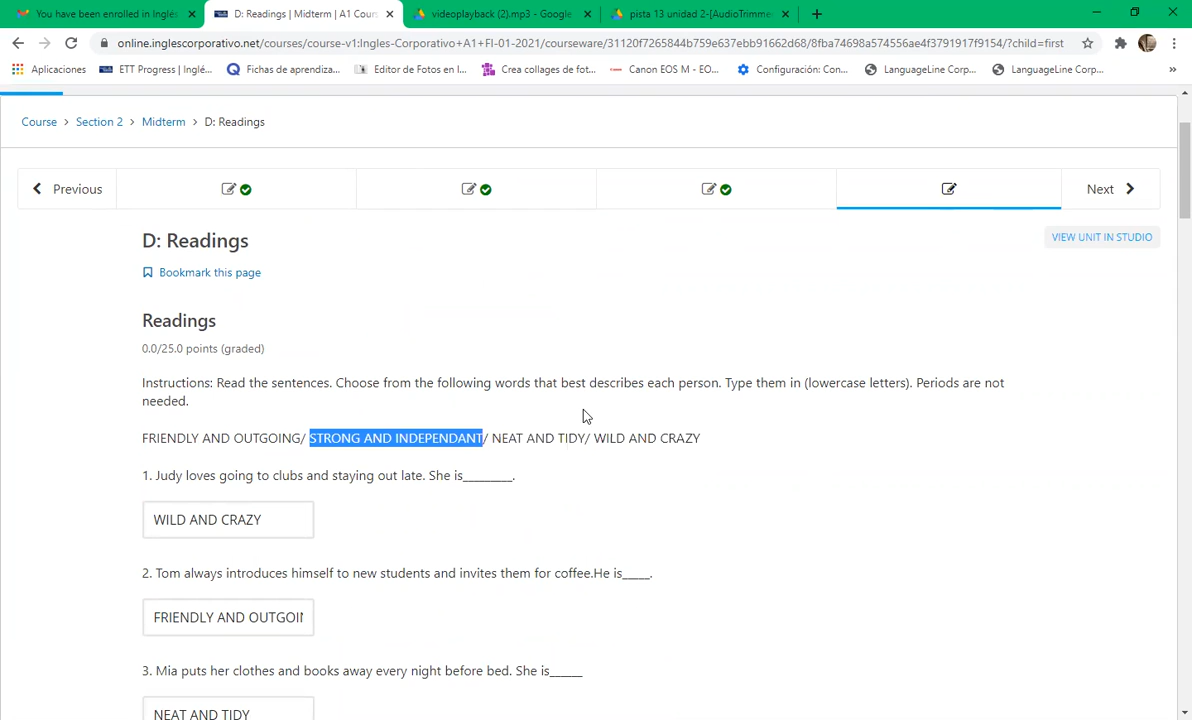 You have been enrolled in Inglés
D: Readings | Midterm | A1 Cours
videoplayback (2).mp3 - Google
pista 13 unidad 2-[AudioTrimme
online.inglescorporativo.net/courses/course-v1:Ingles-Corporativo+A1+FI-01-2021/courseware/31120f7265844b759e637ebb91662d68/8fba74698a574556ae4f3791917f9154/?child=first
Aplicaciones
ETT Progress | Inglé...
Fichas de aprendiza...
Editor de Fotos en l...
Crea collages de fot...
Canon EOS M - EO...
Configuración: Con...
LanguageLine Corp...
LanguageLine Corp...
»
Course > Section 2 > Midterm > D: Readings
Previous
Next
D: Readings
VIEW UNIT IN STUDIO
Bookmark this page
Readings
0.0/25.0 points (graded)
Instructions: Read the sentences. Choose from the following words that best describes each person. Type them in (lowercase letters). Periods are not
needed.
FRIENDLY AND OUTGOING/ STRONG AND INDEPENDANT/ NEAT AND TIDY/ WILD AND CRAZY
1. Judy loves going to clubs and staying out late. She is_________.
WILD AND CRAZY
2. Tom always introduces himself to new students and invites them for coffee.He is_____.
FRIENDLY AND OUTGOI
3. Mia puts her clothes and books away every night before bed. She is______
NEAT AND TIDY